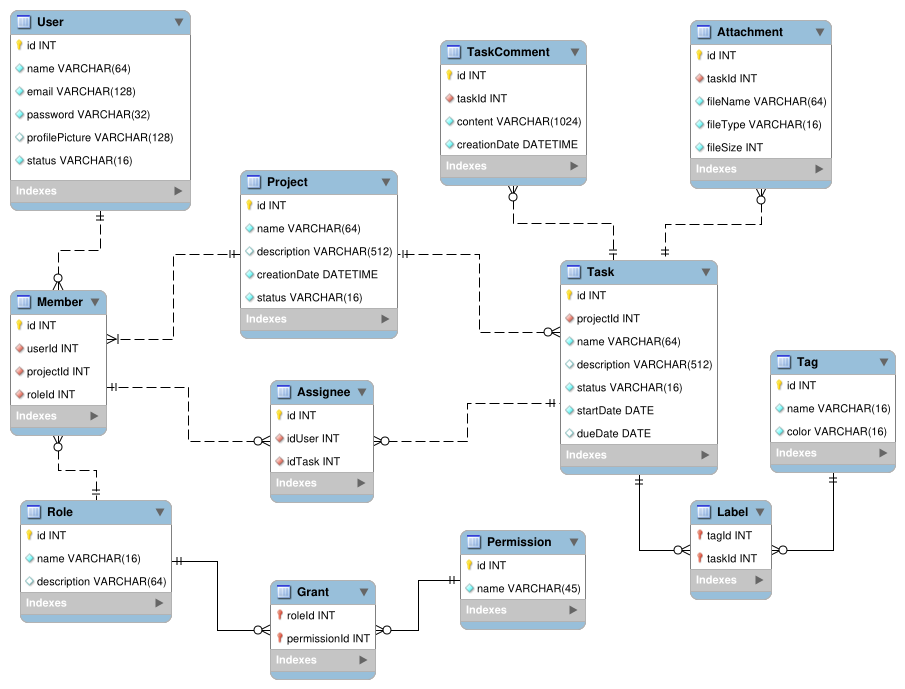 User
id INT
name VARCHAR(64)
email VARCHAR(128)
password VARCHAR(32)
profilePicture VARCHAR(128)
status VARCHAR(16)
Indexes
TaskComment
id INT
taskId INT
content VARCHAR(1024)
creationDate DATETIME
Indexes
Attachment
id INT
taskId INT
fileName VARCHAR(64)
fileType VARCHAR(16)
fileSize INT
Indexes
Project
id INT
name VARCHAR(64)
description VARCHAR(512)
creationDate DATETIME
status VARCHAR(16)
Indexes
Member
id INT
userId INT
projectId INT
roleId INT
Indexes
Task
id INT
projectId INT
name VARCHAR(64)
description VARCHAR(512)
status VARCHAR(16)
startDate DATE
dueDate DATE
Indexes
Tag
id INT
name VARCHAR(16)
color VARCHAR(16)
Indexes
Assignee
id INT
idUser INT
idTask INT
Indexes
Role
id INT
name VARCHAR(16)
description VARCHAR(64)
Indexes
Label
tagId INT
taskId INT
Indexes
Permission
id INT
name VARCHAR(45)
Indexes
Grant
roleId INT
permissionId INT
Indexes